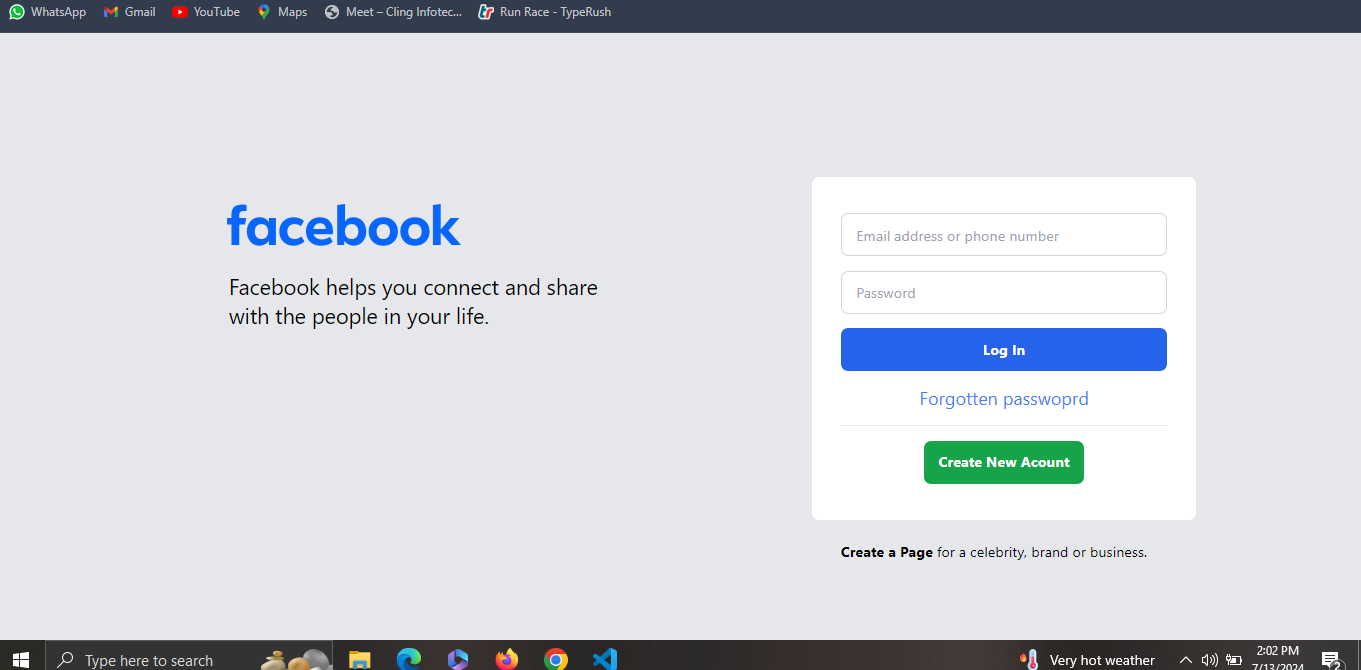 WhatsApp Gmail YouTube Maps Meet – Cling Infotec... Run Race - TypeRush
facebook
Facebook helps you connect and share
with the people in your life.
Email address or phone number
Password
Log In
Forgotten passwoprd
Create New Acount
Create a Page for a celebrity, brand or business.
Type here to search
Very hot weather
2:02 PM
7/13/2024
2